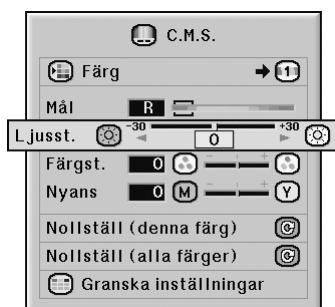 C.M.S.
Färg 1
Mål R
Ljusst. -30 0 +30
Färgst. 0
Nyans 0 M Y
Nollställ (denna färg)
Nollställ (alla färger)
Granska inställningar